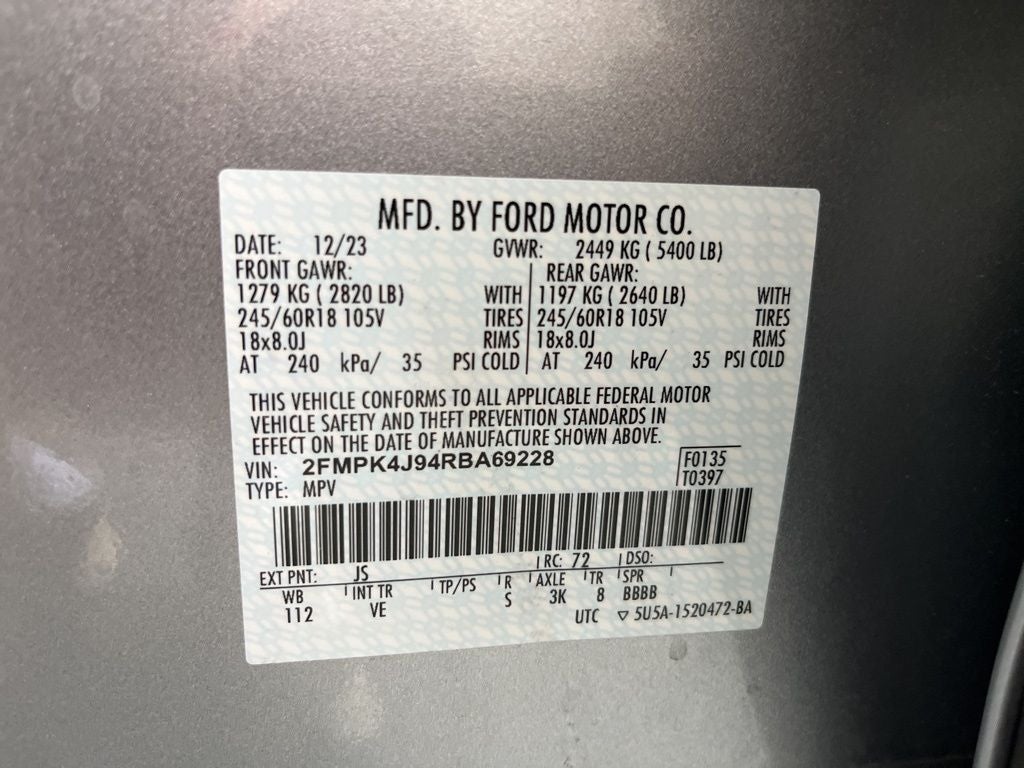 MFD. BY FORD MOTOR CO.
DATE: 12/23 GVWR: 2449 KG ( 5400 LB)
FRONT GAWR: REAR GAWR:
1279 KG ( 2820 LB) WITH 1197 KG ( 2640 LB) WITH
245/60R18 105V TIRES 245/60R18 105V TIRES
18x8.0J RIMS 18x8.0J RIMS
AT 240 kPa/ 35 PSI COLD AT 240 kPa/ 35 PSI COLD
THIS VEHICLE CONFORMS TO ALL APPLICABLE FEDERAL MOTOR
VEHICLE SAFETY AND THEFT PREVENTION STANDARDS IN
EFFECT ON THE DATE OF MANUFACTURE SHOWN ABOVE.
VIN: 2FMPK4J94RBA69228 F0135
TYPE: MPV T0397
EXT PNT: JS RC: 72 DSO:
WB INT TR TP/PS R AXLE TR SPR
112 VE S 3K 8 BBBB
UTC ▽ 5U5A-1520472-BA